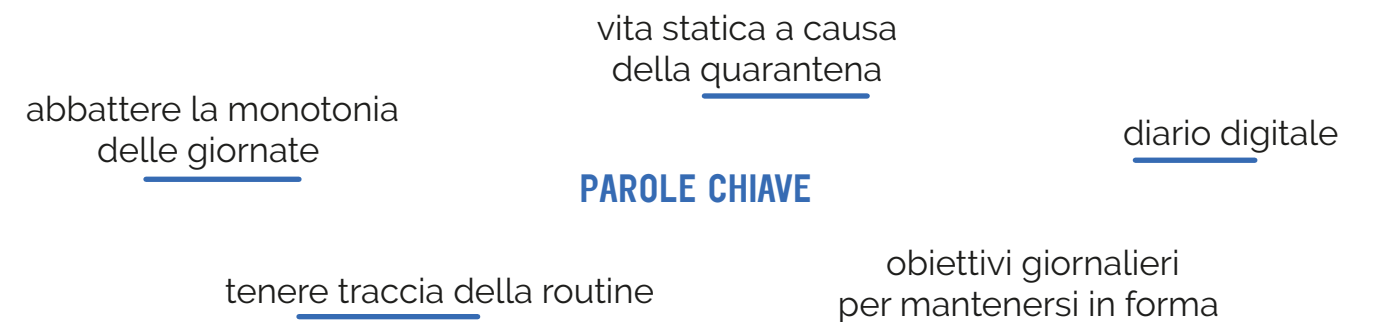 vita statica a causa
della quarantena
abbattere la monotonia
delle giornate
diario digitale
PAROLE CHIAVE
obiettivi giornalieri
per mantenersi in forma
tenere traccia della routine